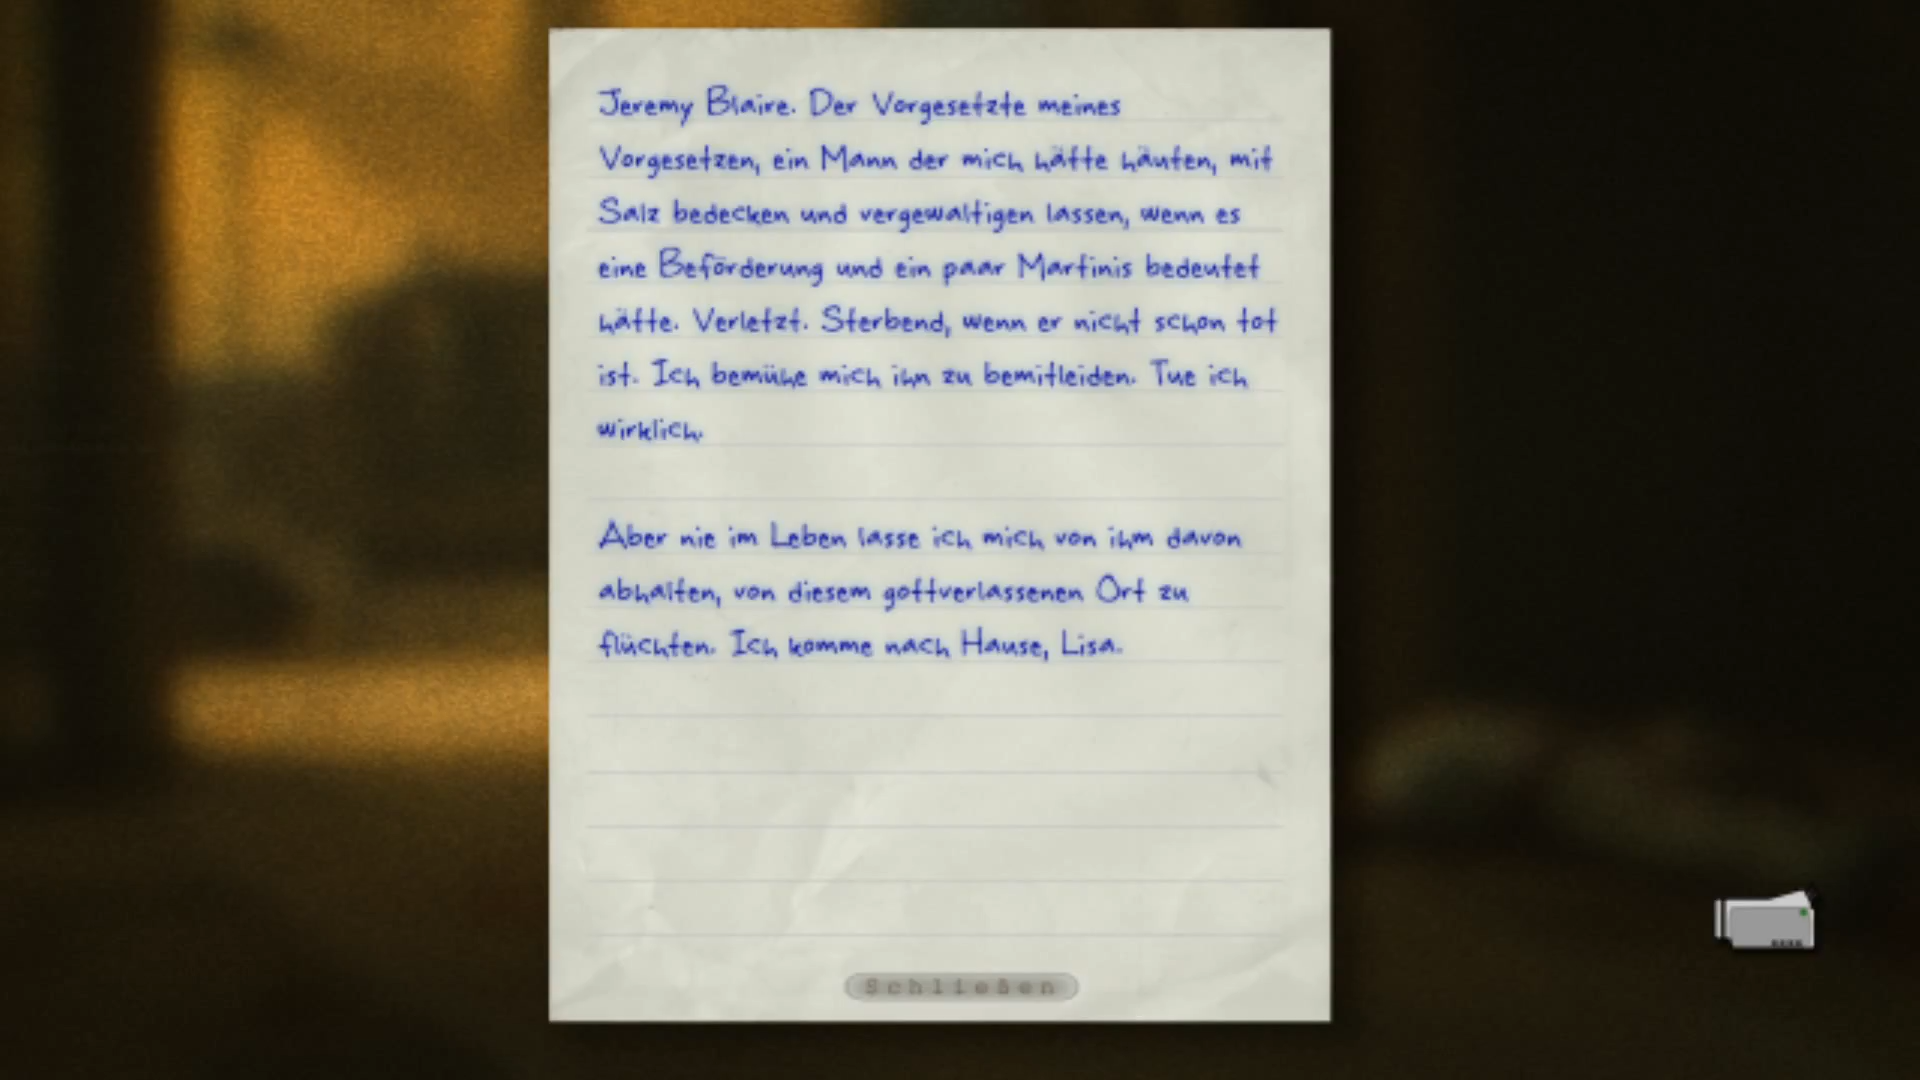 Jeremy Blaire. Der Vorgesetzte meines
Vorgesetzen, ein Mann der mich hätte häuten, mit
Salz bedecken und vergewaltigen lassen, wenn es
eine Beförderung und ein paar Martinis bedeutet
hätte. Verletzt. Sterbend, wenn er nicht schon tot
ist. Ich bemühe mich ihn zu bemitleiden. Tue ich
wirklich.
Aber nie im Leben lasse ich mich von ihm davon
abhalten, von diesem gottverlassenen Ort zu
flüchten. Ich komme nach Hause, Lisa.
Schließen